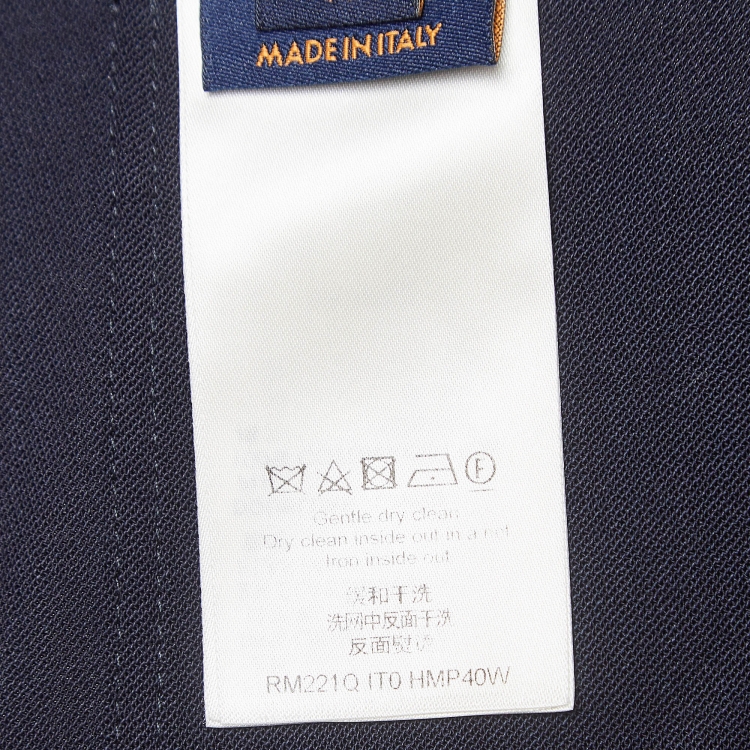 MADE IN ITALY
F
Gentle dry clean
Dry clean inside out in a net
Iron inside out
缓和干洗
洗网中反面干洗
反面熨
RM221Q IT0 HMP40W